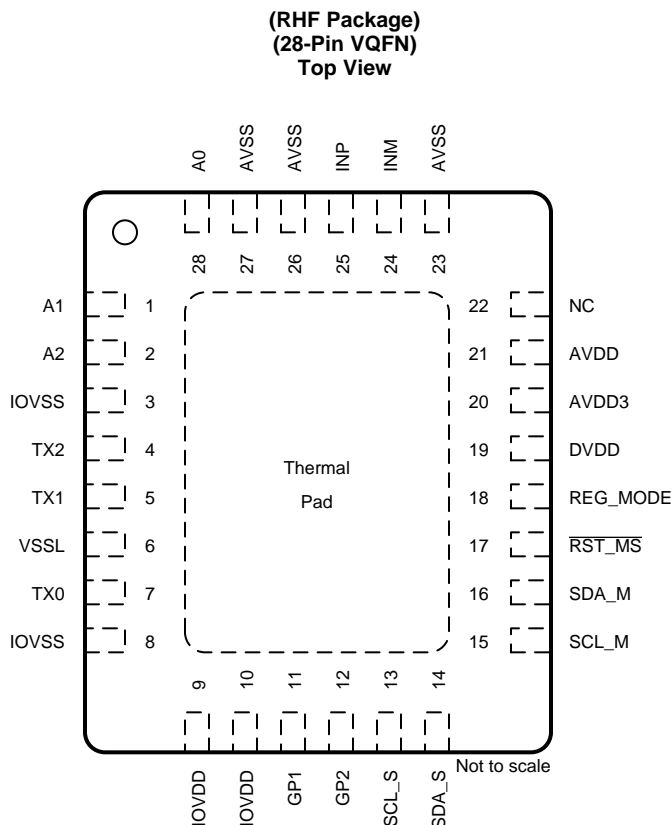 (RHF Package)
(28-Pin VQFN)
Top View
A0
AVSS
AVSS
INP
INM
AVSS
28
27
26
25
24
23
A1 1
A2 2
IOVSS 3
TX2 4
TX1 5
VSSL 6
TX0 7
IOVSS 8
Thermal
Pad
22 NC
21 AVDD
20 AVDD3
19 DVDD
18 REG_MODE
17 RST_MS
16 SDA_M
15 SCL_M
9
10
11
12
13
14
IOVDD
IOVDD
GP1
GP2
SCL_S
SDA_S
Not to scale